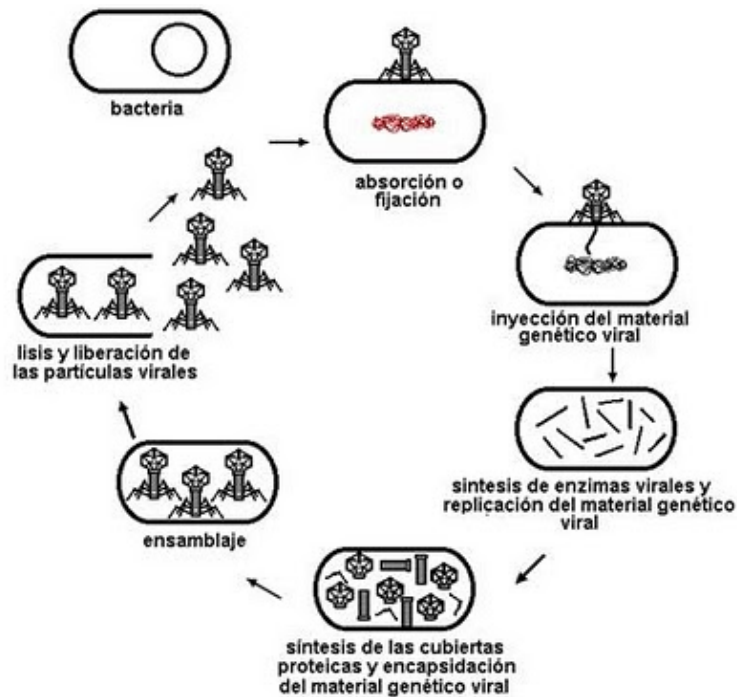 bacteria
absorción o
fijación
inyección del material
genético viral
síntesis de enzimas virales y
replicación del material genético
viral
síntesis de las cubiertas
proteicas y encapsidación
del material genético viral
ensamblaje
lisis y liberación de
las partículas virales